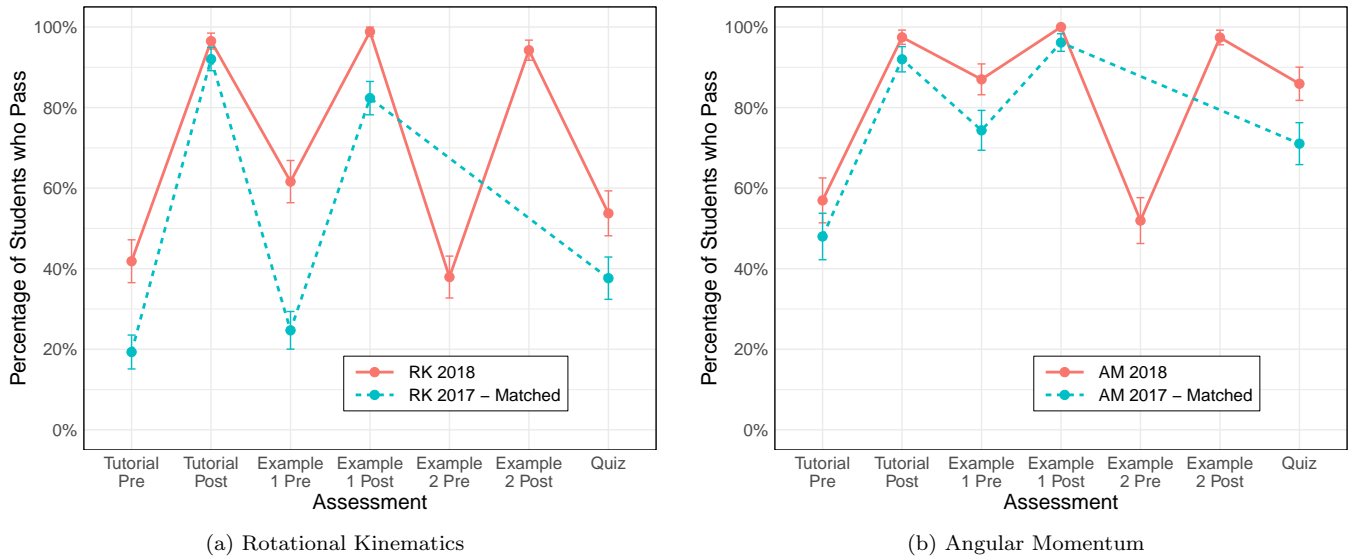 Percentage of Students who Pass
100%
80%
60%
40%
20%
0%
RK 2018
RK 2017 – Matched
Tutorial Pre
Tutorial Post
Example 1 Pre
Example 1 Post
Example 2 Pre
Example 2 Post
Quiz
Assessment
(a) Rotational Kinematics
Percentage of Students who Pass
100%
80%
60%
40%
20%
0%
AM 2018
AM 2017 – Matched
Tutorial Pre
Tutorial Post
Example 1 Pre
Example 1 Post
Example 2 Pre
Example 2 Post
Quiz
Assessment
(b) Angular Momentum